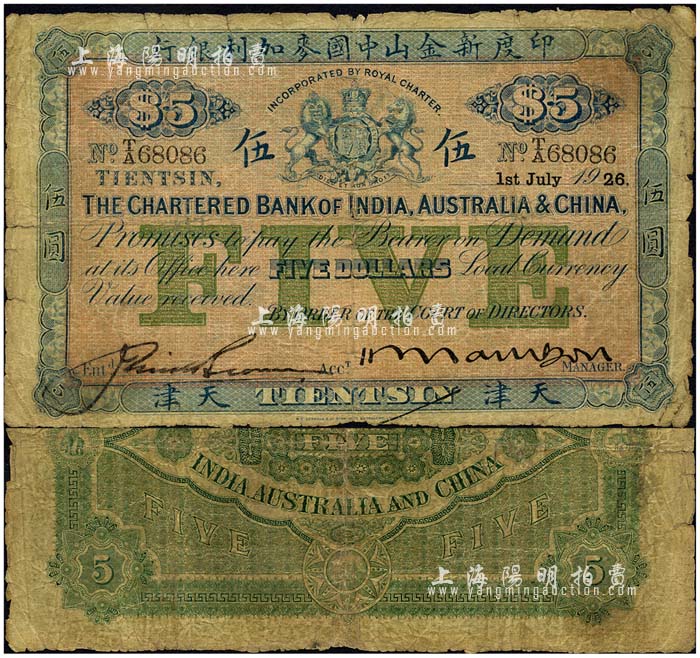 行銀利加麥國中山金新度印
上海陽明拍賣
www.yangmingauction.com
INCORPORATED BY ROYAL CHARTER.
$5 $5
伍 伍
No T/A 68086 No T/A 68086
TIENTSIN, 1st July 1926.
THE CHARTERED BANK OF INDIA, AUSTRALIA & CHINA,
Promises to pay the Bearer on Demand
at its Office here FIVE DOLLARS Local Currency
Value received. BY ORDER OF THE COURT OF DIRECTORS.
FIVE
伍圓 伍圓
上海陽明拍賣
www.yangmingauction.com
Entd. Acct. MANAGER.
津天 TIENTSIN 津天
伍 伍
FIVE
INDIA AUSTRALIA AND CHINA
FIVE FIVE
5 5
上海陽明拍賣
www.yangmingauction.com